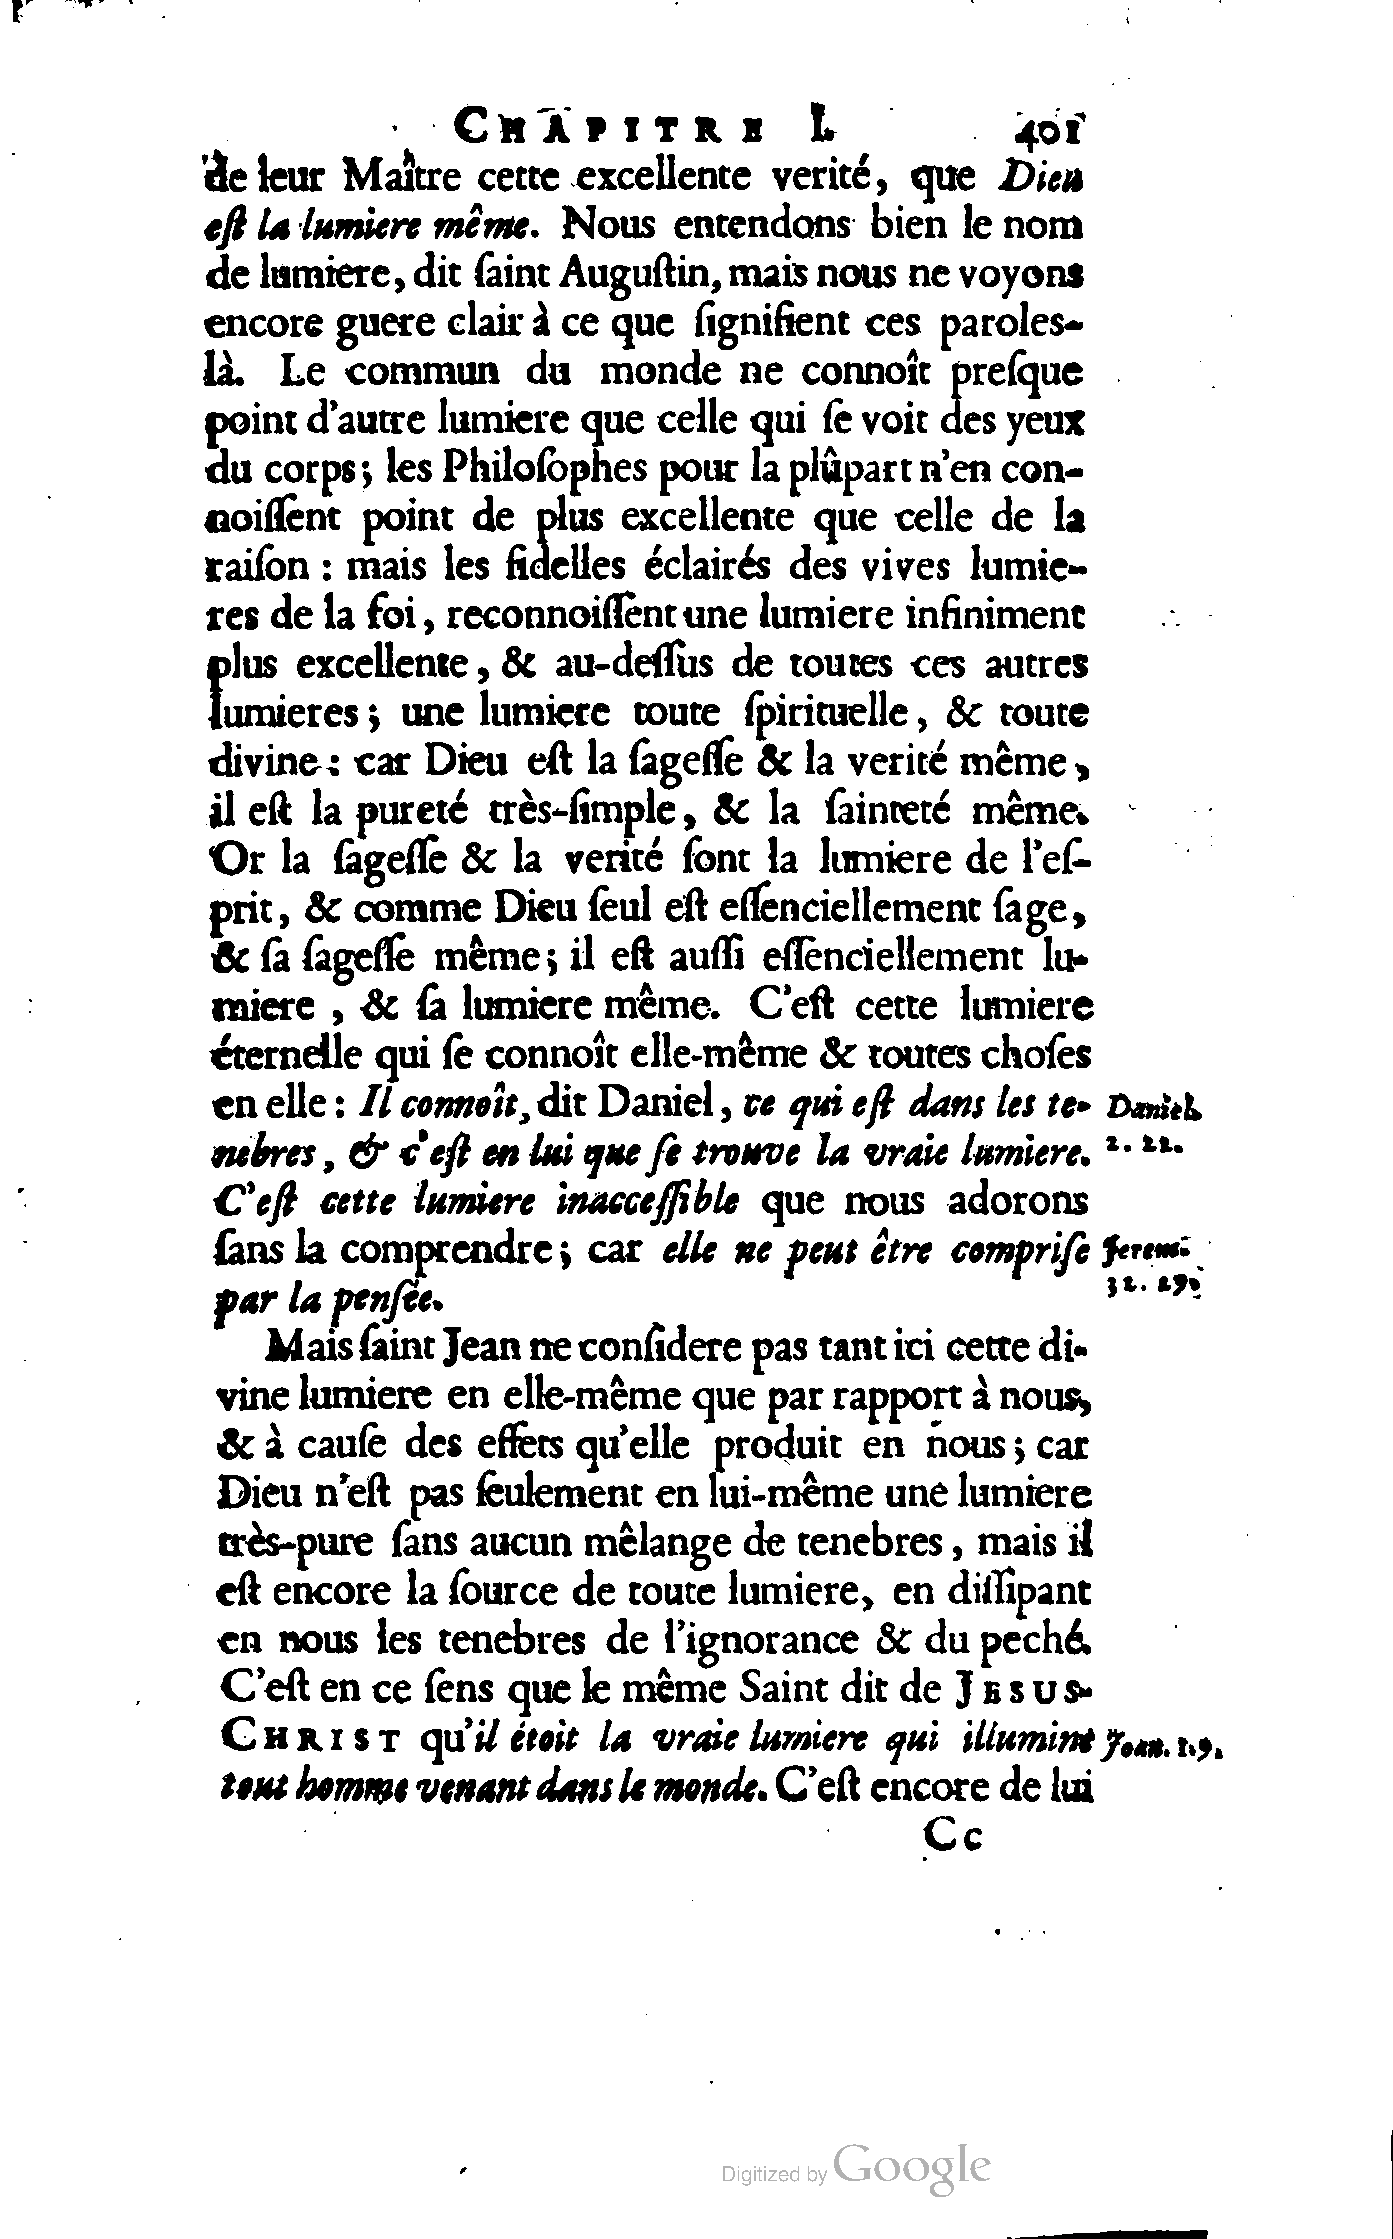 CHAPITRE I. 401
de leur Maître cette excellente verité, que Dieu
eſt la lumiere même. Nous entendons bien le nom
de lumiere, dit ſaint Auguſtin, mais nous ne voyons
encore guere clair à ce que ſignifient ces paroles-
là. Le commun du monde ne connoît preſque
point d'autre lumiere que celle qui ſe voit des yeux
du corps; les Philoſophes pour la plûpart n'en con-
noiſſent point de plus excellente que celle de la
raiſon : mais les fidelles éclairés des vives lumie-
res de la foi, reconnoiſſent une lumiere infiniment
plus excellente, & au-deſſus de toutes ces autres
lumieres; une lumiere toute ſpirituelle, & toute
divine : car Dieu eſt la ſageſſe & la verité même,
il eſt la pureté très-ſimple, & la ſainteté même.
Or la ſageſſe & la verité ſont la lumiere de l'eſ-
prit, & comme Dieu ſeul eſt eſſenciellement ſage,
& ſa ſageſſe même; il eſt auſſi eſſenciellement lu-
miere, & ſa lumiere même. C'eſt cette lumiere
éternelle qui ſe connoît elle-même & toutes choſes
en elle : Il connoît, dit Daniel, ce qui eſt dans les te- Daniel.
nebres, & c'eſt en lui que ſe trouve la vraie lumiere. 2. 22.
C'eſt cette lumiere inacceſſible que nous adorons
ſans la comprendre; car elle ne peut être compriſe Jerem.
par la penſée. 32. 19.
Mais ſaint Jean ne conſidere pas tant ici cette di-
vine lumiere en elle-même que par rapport à nous,
& à cauſe des effets qu'elle produit en nous; car
Dieu n'eſt pas ſeulement en lui-même une lumiere
très-pure ſans aucun mêlange de tenebres, mais il
eſt encore la ſource de toute lumiere, en diſſipant
en nous les tenebres de l'ignorance & du peché.
C'eſt en ce ſens que le même Saint dit de JESUS-
CHRIST qu'il étoit la vraie lumiere qui illumine Joan. 1.9.
tout homme venant dans le monde. C'eſt encore de lui
Cc
Digitized by Google